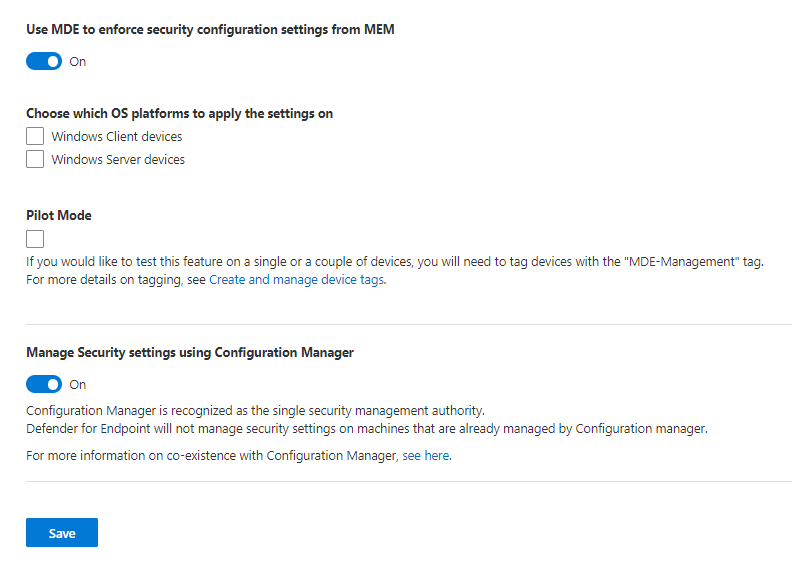 Use MDE to enforce security configuration settings from MEM
On
Choose which OS platforms to apply the settings on
Windows Client devices
Windows Server devices
Pilot Mode
If you would like to test this feature on a single or a couple of devices, you will need to tag devices with the "MDE-Management" tag.
For more details on tagging, see Create and manage device tags.
Manage Security settings using Configuration Manager
On
Configuration Manager is recognized as the single security management authority.
Defender for Endpoint will not manage security settings on machines that are already managed by Configuration manager.
For more information on co-existence with Configuration Manager, see here.
Save